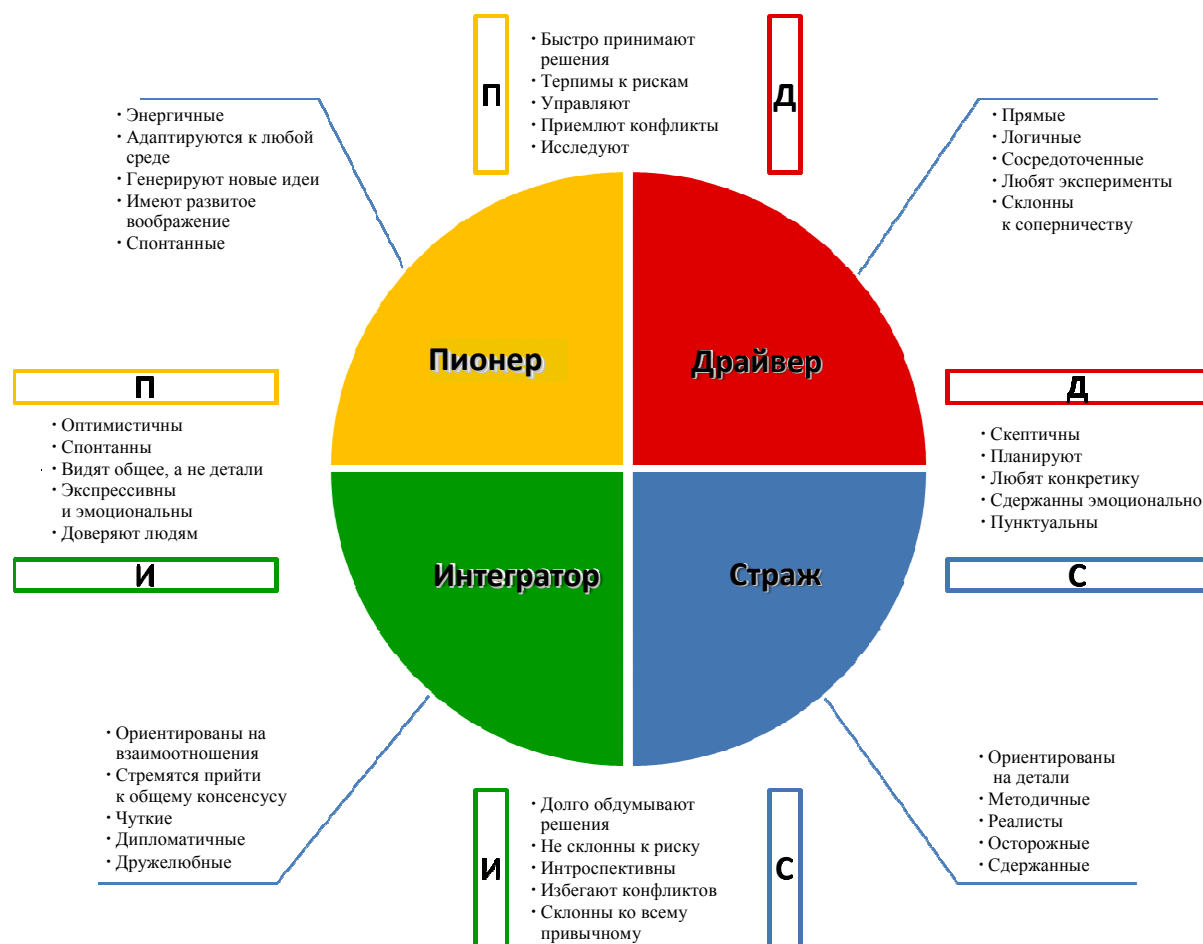 П
· Быстро принимают
решения
· Терпимы к рискам
· Управляют
· Приемлют конфликты
· Исследуют
Д
· Энергичные
· Адаптируются к любой
среде
· Генерируют новые идеи
· Имеют развитое
воображение
· Спонтанные
· Прямые
· Логичные
· Сосредоточенные
· Любят эксперименты
· Склонны
к соперничеству
Пионер
Драйвер
П
· Оптимистичны
· Спонтанны
· Видят общее, а не детали
· Экспрессивны
и эмоциональны
· Доверяют людям
И
Д
· Скептичны
· Планируют
· Любят конкретику
· Сдержанны эмоционально
· Пунктуальны
С
Интегратор
Страж
· Ориентированы на
взаимоотношения
· Стремятся прийти
к общему консенсусу
· Чуткие
· Дипломатичные
· Дружелюбные
И
· Долго обдумывают
решения
· Не склонны к риску
· Интроспективны
· Избегают конфликтов
· Склонны ко всему
привычному
С
· Ориентированы
на детали
· Методичные
· Реалисты
· Осторожные
· Сдержанные